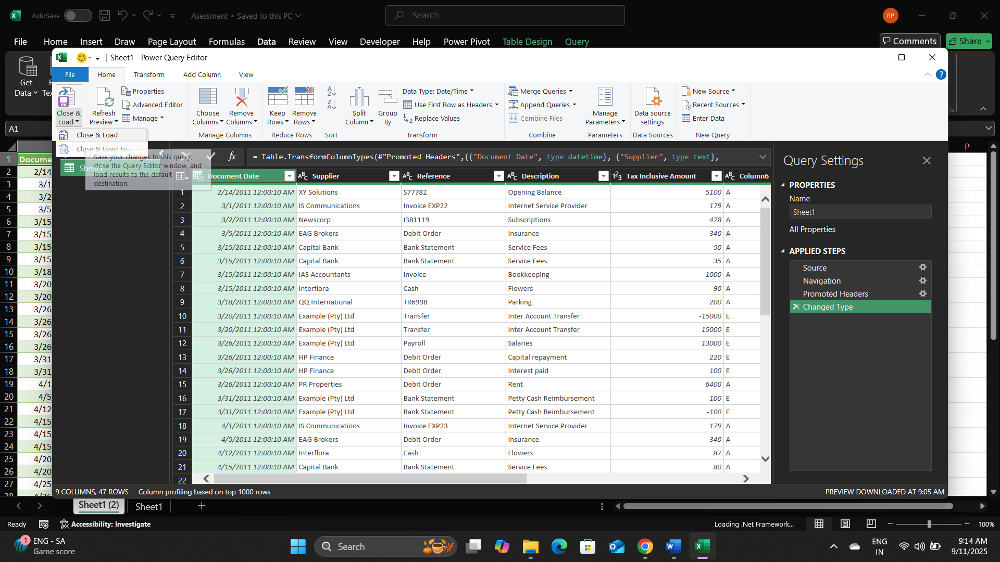 AutoSave
Asessment • Saved to this PC
Search
BP
File Home Insert Draw Page Layout Formulas Data Review View Developer Help Power Pivot Table Design Query
Comments
Share
Get
Data
A1
Sheet1 - Power Query Editor
File Home Transform Add Column View
Close &
Load
Refresh
Preview
Properties
Advanced Editor
Manage
Choose
Columns
Remove
Columns
Manage Columns
Keep
Rows
Remove
Rows
Reduce Rows
Sort
Split
Column
Group
By
Data Type: Date/Time
Use First Row as Headers
Replace Values
Transform
Merge Queries
Append Queries
Combine Files
Combine
Manage
Parameters
Parameters
Data source
settings
Data Sources
New Source
Recent Sources
Enter Data
New Query
Close & Load
Close & Load To...
Save your changes to this query,
close the Query Editor window, and
load results to the default
destination.
fx = Table.TransformColumnTypes(#"Promoted Headers",{{"Document Date", type datetime}, {"Supplier", type text},
Document Date ABC Supplier ABC Reference ABC Description 123 Tax Inclusive Amount ABC Column6
1 2/14/2011 12:00:10 AM XY Solutions S77782 Opening Balance 5100 A
2 3/1/2011 12:00:10 AM IS Communications Invoice EXP22 Internet Service Provider 179 A
3 3/2/2011 12:00:10 AM Newscorp I381119 Subscriptions 478 A
4 3/5/2011 12:00:10 AM EAG Brokers Debit Order Insurance 340 A
5 3/15/2011 12:00:10 AM Capital Bank Bank Statement Service Fees 50 A
6 3/15/2011 12:00:10 AM Capital Bank Bank Statement Service Fees 35 A
7 3/15/2011 12:00:10 AM IAS Accountants Invoice Bookkeeping 1000 A
8 3/15/2011 12:00:10 AM Interflora Cash Flowers 90 A
9 3/18/2011 12:00:10 AM QQ International TR6998 Parking 200 A
10 3/20/2011 12:00:10 AM Example (Pty) Ltd Transfer Inter Account Transfer -15000 E
11 3/20/2011 12:00:10 AM Example (Pty) Ltd Transfer Inter Account Transfer 15000 E
12 3/26/2011 12:00:10 AM Example (Pty) Ltd Payroll Salaries 13000 E
13 3/26/2011 12:00:10 AM HP Finance Debit Order Capital repayment 220 E
14 3/26/2011 12:00:10 AM HP Finance Debit Order Interest paid 100 E
15 3/26/2011 12:00:10 AM PR Properties Debit Order Rent 6400 A
16 3/31/2011 12:00:10 AM Example (Pty) Ltd Bank Statement Petty Cash Reimbursement 100 E
17 3/31/2011 12:00:10 AM Example (Pty) Ltd Bank Statement Petty Cash Reimbursement -100 E
18 4/1/2011 12:00:10 AM IS Communications Invoice EXP23 Internet Service Provider 179 A
19 4/5/2011 12:00:10 AM EAG Brokers Debit Order Insurance 340 A
20 4/12/2011 12:00:10 AM Interflora Cash Flowers 87 A
21 4/15/2011 12:00:10 AM Capital Bank Bank Statement Service Fees 80 A
22
9 COLUMNS, 47 ROWS Column profiling based on top 1000 rows
PREVIEW DOWNLOADED AT 9:05 AM
Query Settings
PROPERTIES
Name
Sheet1
All Properties
APPLIED STEPS
Source
Navigation
Promoted Headers
Changed Type
P
1 Docume
2 2/14
3 3/1
4 3/2
5 3/5
6 3/15
7 3/15
8 3/15
9 3/15
10 3/18
11 3/20
12 3/20
13 3/26
14 3/26
15 3/26
16 3/26
17 3/31
18 3/31
19 4/1
20 4/5
21 4/12
22 4/15
23 4/15
24 4/15
25 4/20
26 4/20
27 4/25
Sheet1 (2) Sheet1
Ready
Accessibility: Investigate
Loading .Net Framework...
100%
1
ENG - SA
Game score
Search
ENG
IN
9:14 AM
9/11/2025